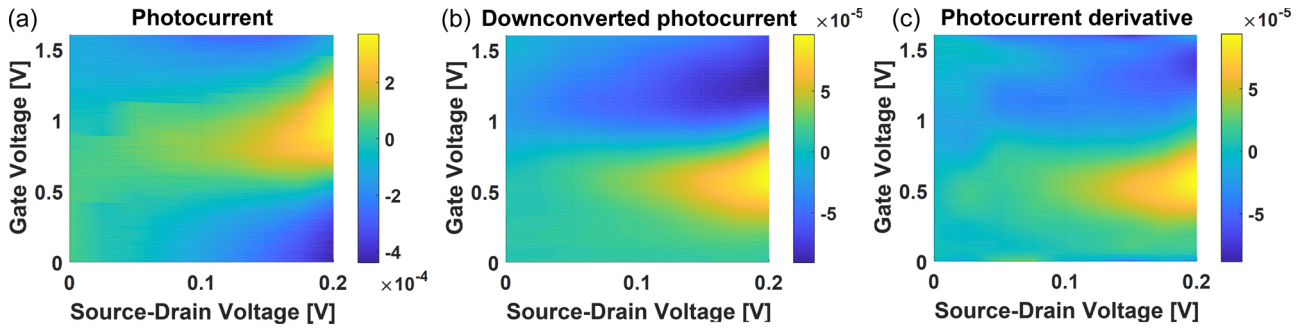 (a) Photocurrent
Gate Voltage [V]
1.5
1
0.5
0
0 0.1 0.2
Source-Drain Voltage [V]
2
0
-2
-4
×10⁻⁴
(b) Downconverted photocurrent
×10⁻⁵
Gate Voltage [V]
1.5
1
0.5
0
0 0.1 0.2
Source-Drain Voltage [V]
5
0
-5
(c) Photocurrent derivative
×10⁻⁵
Gate Voltage [V]
1.5
1
0.5
0
0 0.1 0.2
Source-Drain Voltage [V]
5
0
-5